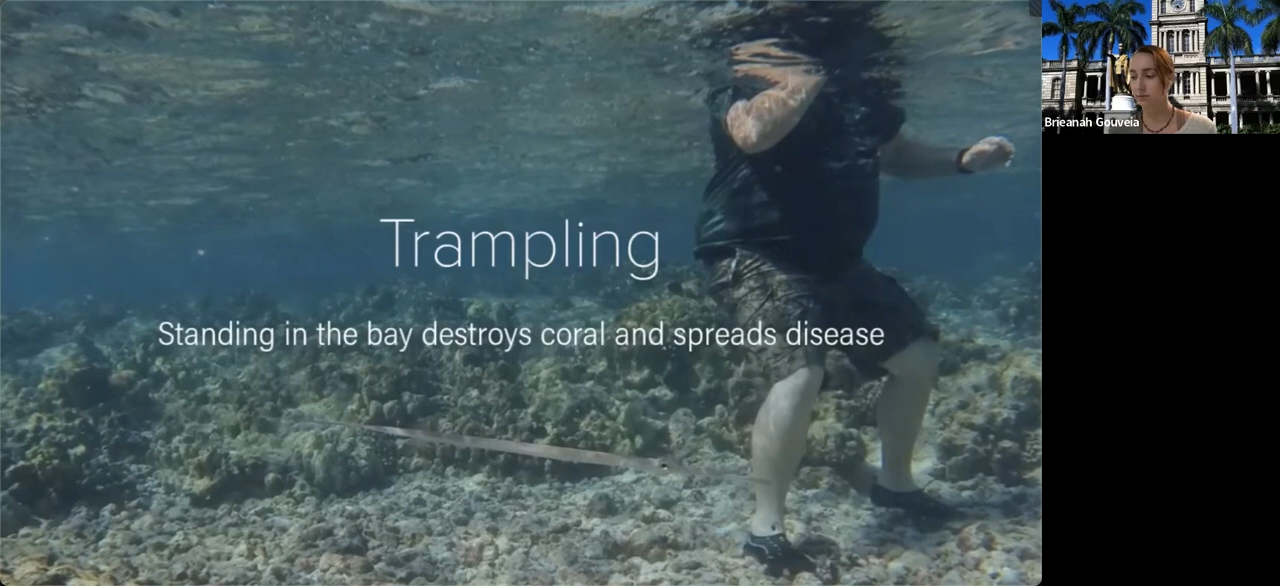 Trampling
Standing in the bay destroys coral and spreads disease
Brieanah Gouveia